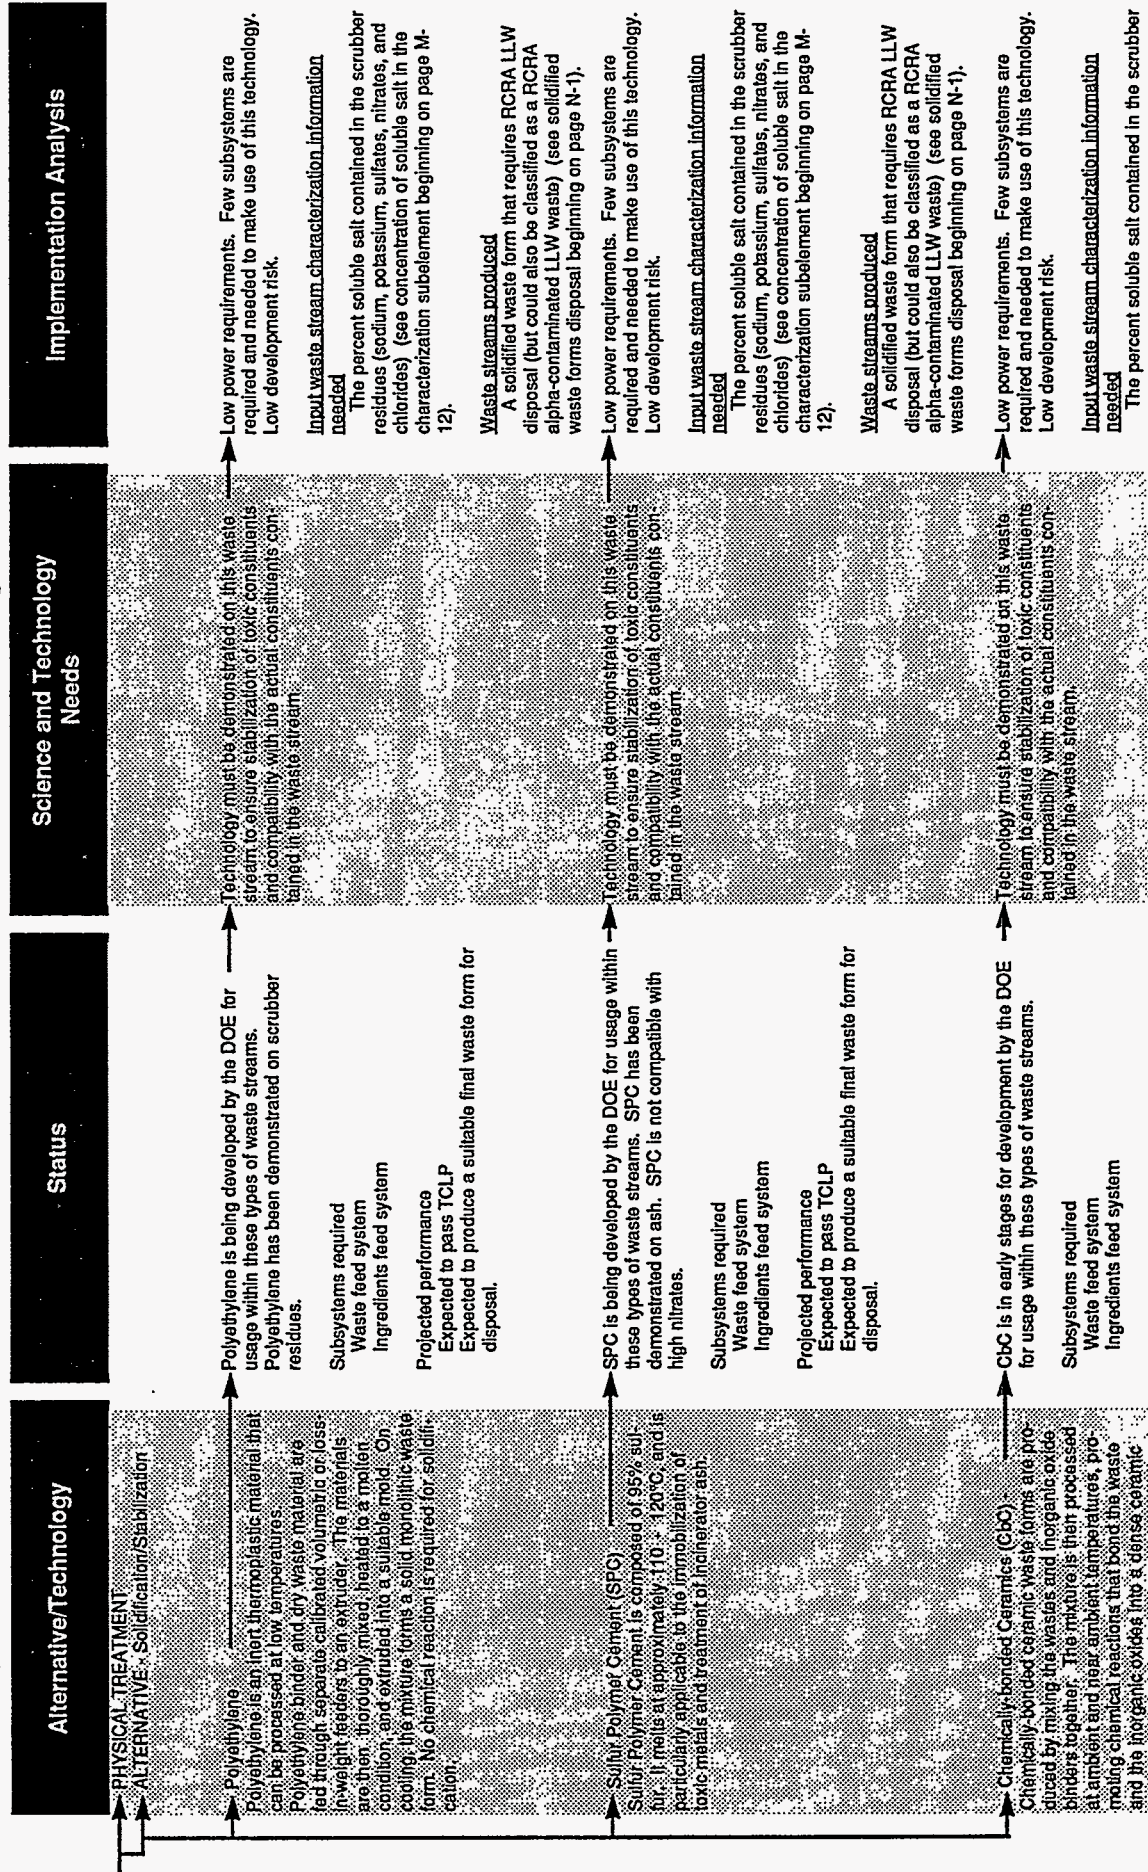 Alternative/Technology
Status
Science and Technology
Needs
Implementation Analysis
PHYSICAL TREATMENT
ALTERNATIVE: Solidification/Stabilization
Polyethylene
Polyethylene is an inert thermoplastic material that
can be processed at low temperatures.
Polyethylene binder and dry waste material are
fed through separate calibrated volumetric or loss-
in-weight feeders to an extruder. The materials
are then thoroughly mixed, heated to a molten
condition, and extruded into a suitable mold. On
cooling, the mixture forms a solid monolithic waste
form. No chemical reaction is required for solidifi-
cation.
Polyethylene is being developed by the DOE for
usage within these types of waste streams.
Polyethylene has been demonstrated on scrubber
residues.
Subsystems required
Waste feed system
Ingredients feed system
Projected performance
Expected to pass TCLP
Expected to produce a suitable final waste form for
disposal.
Technology must be demonstrated on this waste
stream to ensure stabilization of toxic constituents
and compatibility with the actual constituents con-
tained in the waste stream.
Low power requirements. Few subsystems are
required and needed to make use of this technology.
Low development risk.
Input waste stream characterization information
needed
The percent soluble salt contained in the scrubber
residues (sodium, potassium, sulfates, nitrates, and
chlorides) (see concentration of soluble salt in the
characterization subelement beginning on page M-
12).
Waste streams produced
A solidified waste form that requires RCRA LLW
disposal (but could also be classified as a RCRA
alpha-contaminated LLW waste) (see solidified
waste forms disposal beginning on page N-1).
Sulfur Polymer Cement (SPC)
Sulfur Polymer Cement is composed of 95% sul-
fur. It melts at approximately 110 - 120°C, and is
particularly applicable to the immobilization of
toxic metals and treatment of incinerator ash.
SPC is being developed by the DOE for usage within
these types of waste streams. SPC has been
demonstrated on ash. SPC is not compatible with
high nitrates.
Subsystems required
Waste feed system
Ingredients feed system
Projected performance
Expected to pass TCLP
Expected to produce a suitable final waste form for
disposal.
Technology must be demonstrated on this waste
stream to ensure stabilization of toxic constituents
and compatibility with the actual constituents con-
tained in the waste stream.
Low power requirements. Few subsystems are
required and needed to make use of this technology.
Low development risk.
Input waste stream characterization information
needed
The percent soluble salt contained in the scrubber
residues (sodium, potassium, sulfates, nitrates, and
chlorides) (see concentration of soluble salt in the
characterization subelement beginning on page M-
12).
Waste streams produced
A solidified waste form that requires RCRA LLW
disposal (but could also be classified as a RCRA
alpha-contaminated LLW waste) (see solidified
waste forms disposal beginning on page N-1).
Chemically-bonded Ceramics (CbC)
Chemically-bonded ceramic waste forms are pro-
duced by mixing the wastes and inorganic oxide
binders together. The mixture is then processed
at ambient and near ambient temperatures, pro-
moting chemical reactions that bond the waste
and the inorganic oxides into a dense ceramic
CbC is in early stages for development by the DOE
for usage within these types of waste streams.
Subsystems required
Waste feed system
Ingredients feed system
Technology must be demonstrated on this waste
stream to ensure stabilization of toxic constituents
and compatibility with the actual constituents con-
tained in the waste stream.
Low power requirements. Few subsystems are
required and needed to make use of this technology.
Low development risk.
Input waste stream characterization information
needed
The percent soluble salt contained in the scrubber